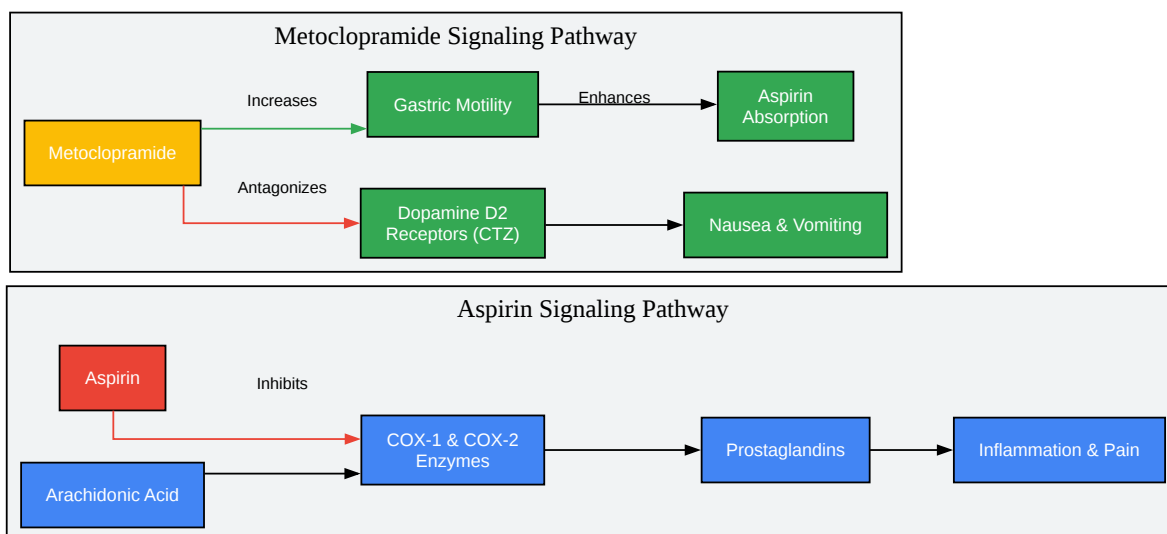 Metoclopramide Signaling Pathway
Increases
Gastric Motility
Enhances
Aspirin
Absorption
Metoclopramide
Antagonizes
Dopamine D2
Receptors (CTZ)
Nausea & Vomiting
Aspirin Signaling Pathway
Aspirin
Inhibits
COX-1 & COX-2
Enzymes
Prostaglandins
Inflammation & Pain
Arachidonic Acid